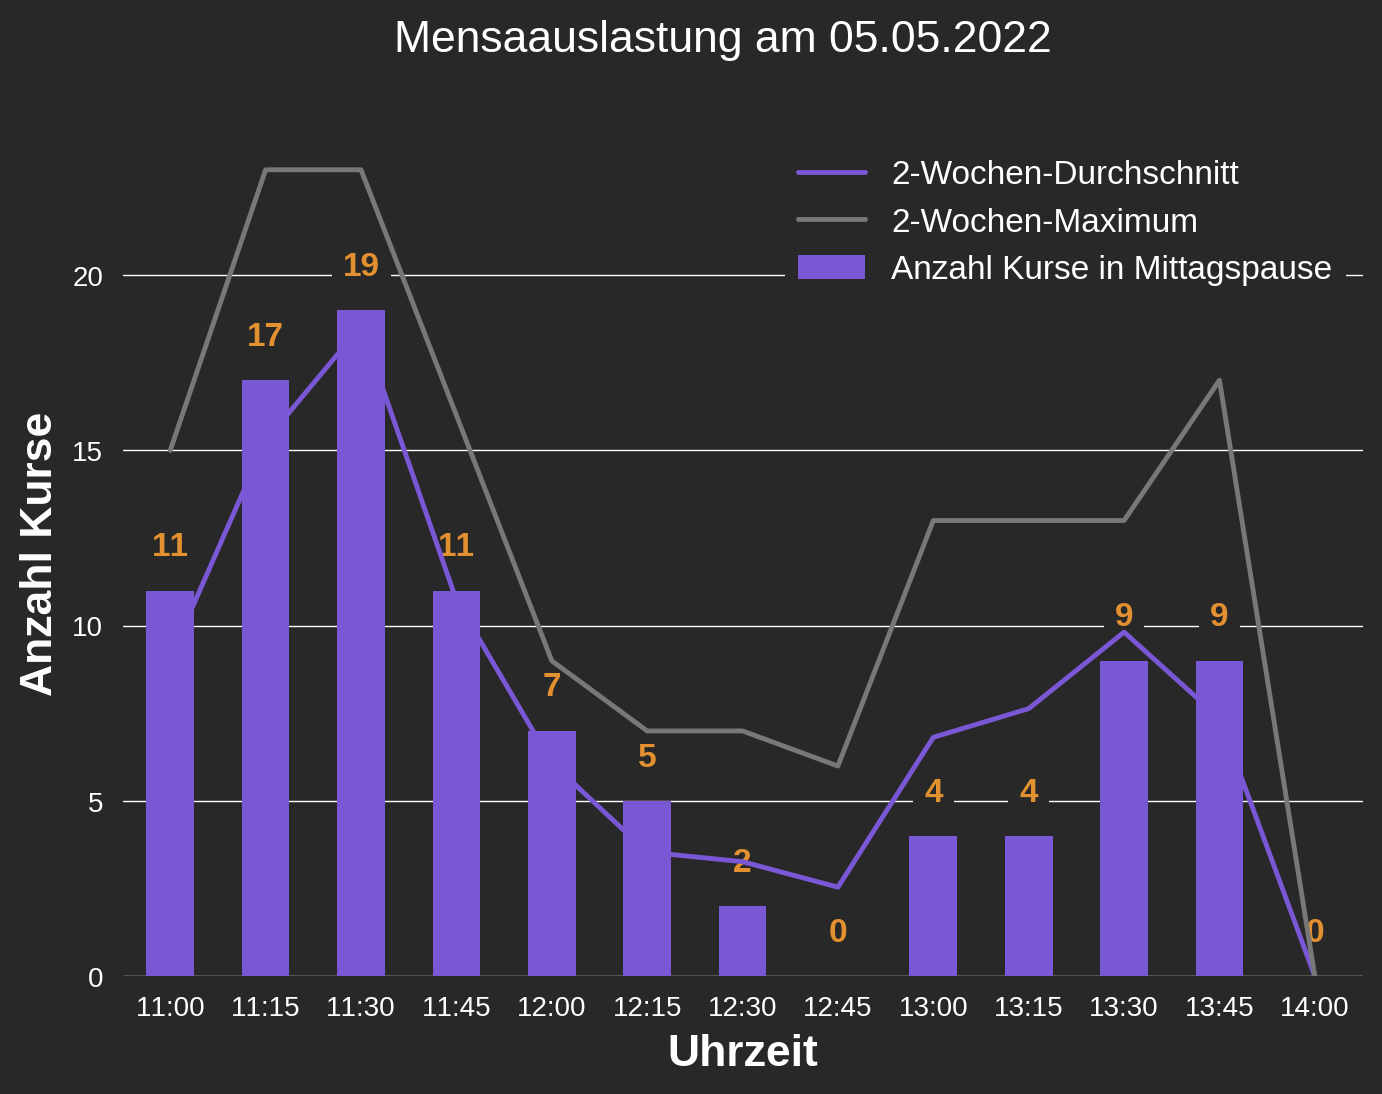 Mensaauslastung am 05.05.2022
2-Wochen-Durchschnitt
2-Wochen-Maximum
Anzahl Kurse in Mittagspause
Anzahl Kurse
20
15
10
5
0
11
17
19
11
7
5
2
0
4
4
9
9
0
11:00 11:15 11:30 11:45 12:00 12:15 12:30 12:45 13:00 13:15 13:30 13:45 14:00
Uhrzeit